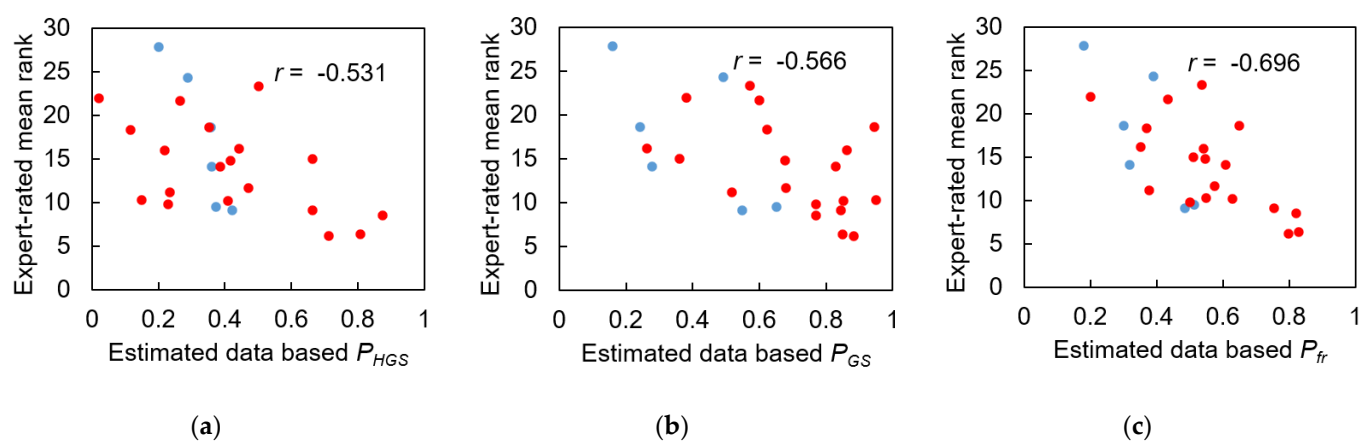 Expert-rated mean rank
30
25
20
15
10
5
0
r = -0.531
0 0.2 0.4 0.6 0.8 1
Estimated data based P_HGS
(a)
Expert-rated mean rank
30
25
20
15
10
5
0
r = -0.566
0 0.2 0.4 0.6 0.8 1
Estimated data based P_GS
(b)
Expert-rated mean rank
30
25
20
15
10
5
0
r = -0.696
0 0.2 0.4 0.6 0.8 1
Estimated data based P_fr
(c)